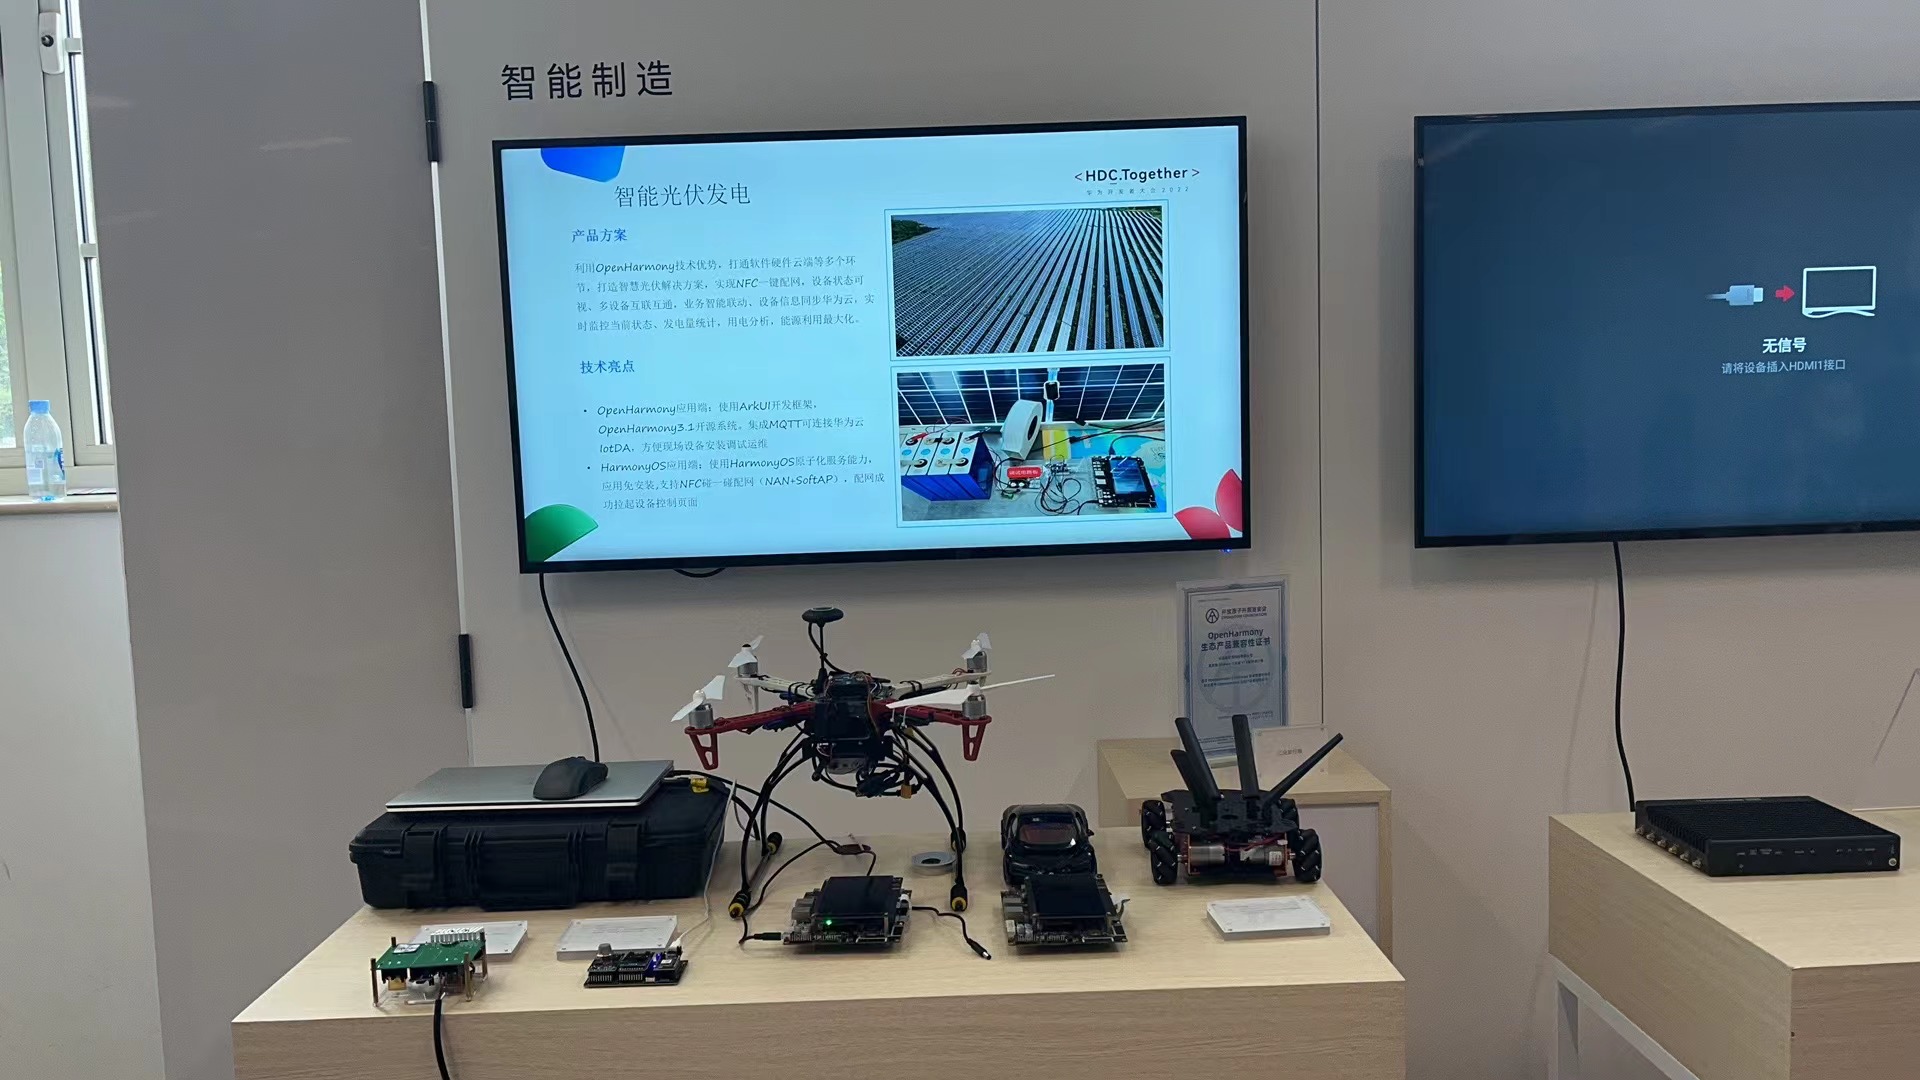 智能制造
智能光伏发电
<HDC.Together>
华为开发者大会2022
产品方案
利用OpenHarmony技术优势，打通软件硬件云端等多个环
节，打造智慧光伏解决方案，实现NFC一键配网，设备状态可
视、多设备互联互通，业务智能联动、设备信息同步华为云，实
时监控当前状态、发电量统计，用电分析，能源利用最大化。
技术亮点
• OpenHarmony应用端：使用ArkUI开发框架，
OpenHarmony3.1开源系统。集成MQTT可连接华为云
IotDA，方便现场设备安装调试运维
• HarmonyOS应用端：使用HarmonyOS原子化服务能力，
应用免安装,支持NFC碰一碰配网（NAN+SoftAP），配网成
功拉起设备控制页面
无信号
请将设备插入HDMI1接口
开放原子开源基金会
OpenHarmony
生态产品兼容性证书